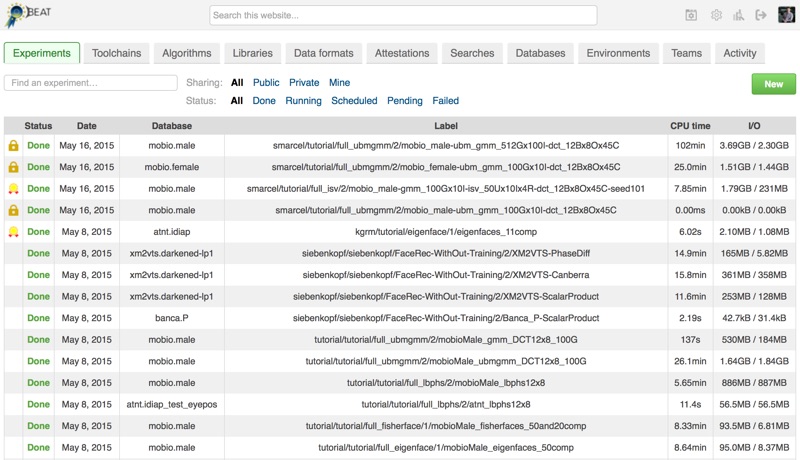 BEAT
Search this website...
Experiments Toolchains Algorithms Libraries Data formats Attestations Searches Databases Environments Teams Activity
Find an experiment… Sharing: All Public Private Mine New
Status: All Done Running Scheduled Pending Failed
Status Date Database Label CPU time I/O
Done May 16, 2015 mobio.male smarcel/tutorial/full_ubmgmm/2/mobio_male-ubm_gmm_512Gx100I-dct_12Bx8Ox45C 102min 3.69GB / 2.30GB
Done May 16, 2015 mobio.female smarcel/tutorial/full_ubmgmm/2/mobio_female-ubm_gmm_100Gx10I-dct_12Bx8Ox45C 25.0min 1.51GB / 1.44GB
Done May 16, 2015 mobio.male smarcel/tutorial/full_isv/2/mobio_male-gmm_100Gx10I-isv_50Ux10Ix4R-dct_12Bx8Ox45C-seed101 7.85min 1.79GB / 231MB
Done May 16, 2015 mobio.male smarcel/tutorial/full_ubmgmm/2/mobio_male-ubm_gmm_100Gx10I-dct_12Bx8Ox45C 0.00ms 0.00kB / 0.00kB
Done May 8, 2015 atnt.idiap kgrm/tutorial/eigenface/1/eigenfaces_11comp 6.02s 2.10MB / 1.08MB
Done May 8, 2015 xm2vts.darkened-lp1 siebenkopf/siebenkopf/FaceRec-WithOut-Training/2/XM2VTS-PhaseDiff 14.9min 165MB / 5.82MB
Done May 8, 2015 xm2vts.darkened-lp1 siebenkopf/siebenkopf/FaceRec-WithOut-Training/2/XM2VTS-Canberra 15.8min 361MB / 358MB
Done May 8, 2015 xm2vts.darkened-lp1 siebenkopf/siebenkopf/FaceRec-WithOut-Training/2/XM2VTS-ScalarProduct 11.6min 253MB / 128MB
Done May 8, 2015 banca.P siebenkopf/siebenkopf/FaceRec-WithOut-Training/2/Banca_P-ScalarProduct 2.19s 42.7kB / 31.4kB
Done May 8, 2015 mobio.male tutorial/tutorial/full_ubmgmm/2/mobioMale_gmm_DCT12x8_100G 137s 530MB / 184MB
Done May 8, 2015 mobio.male tutorial/tutorial/full_ubmgmm/2/mobioMale_ubmgmm_DCT12x8_100G 26.1min 1.64GB / 1.84GB
Done May 8, 2015 mobio.male tutorial/tutorial/full_lbphs/2/mobioMale_lbphs12x8 5.65min 886MB / 887MB
Done May 8, 2015 atnt.idiap_test_eyepos tutorial/tutorial/full_lbphs/2/atnt_lbphs12x8 11.4s 56.5MB / 56.5MB
Done May 8, 2015 mobio.male tutorial/tutorial/full_fisherface/1/mobioMale_fisherfaces_50and20comp 8.33min 93.5MB / 6.81MB
Done May 8, 2015 mobio.male tutorial/tutorial/full_eigenface/1/mobioMale_eigenfaces_50comp 8.64min 95.0MB / 8.37MB